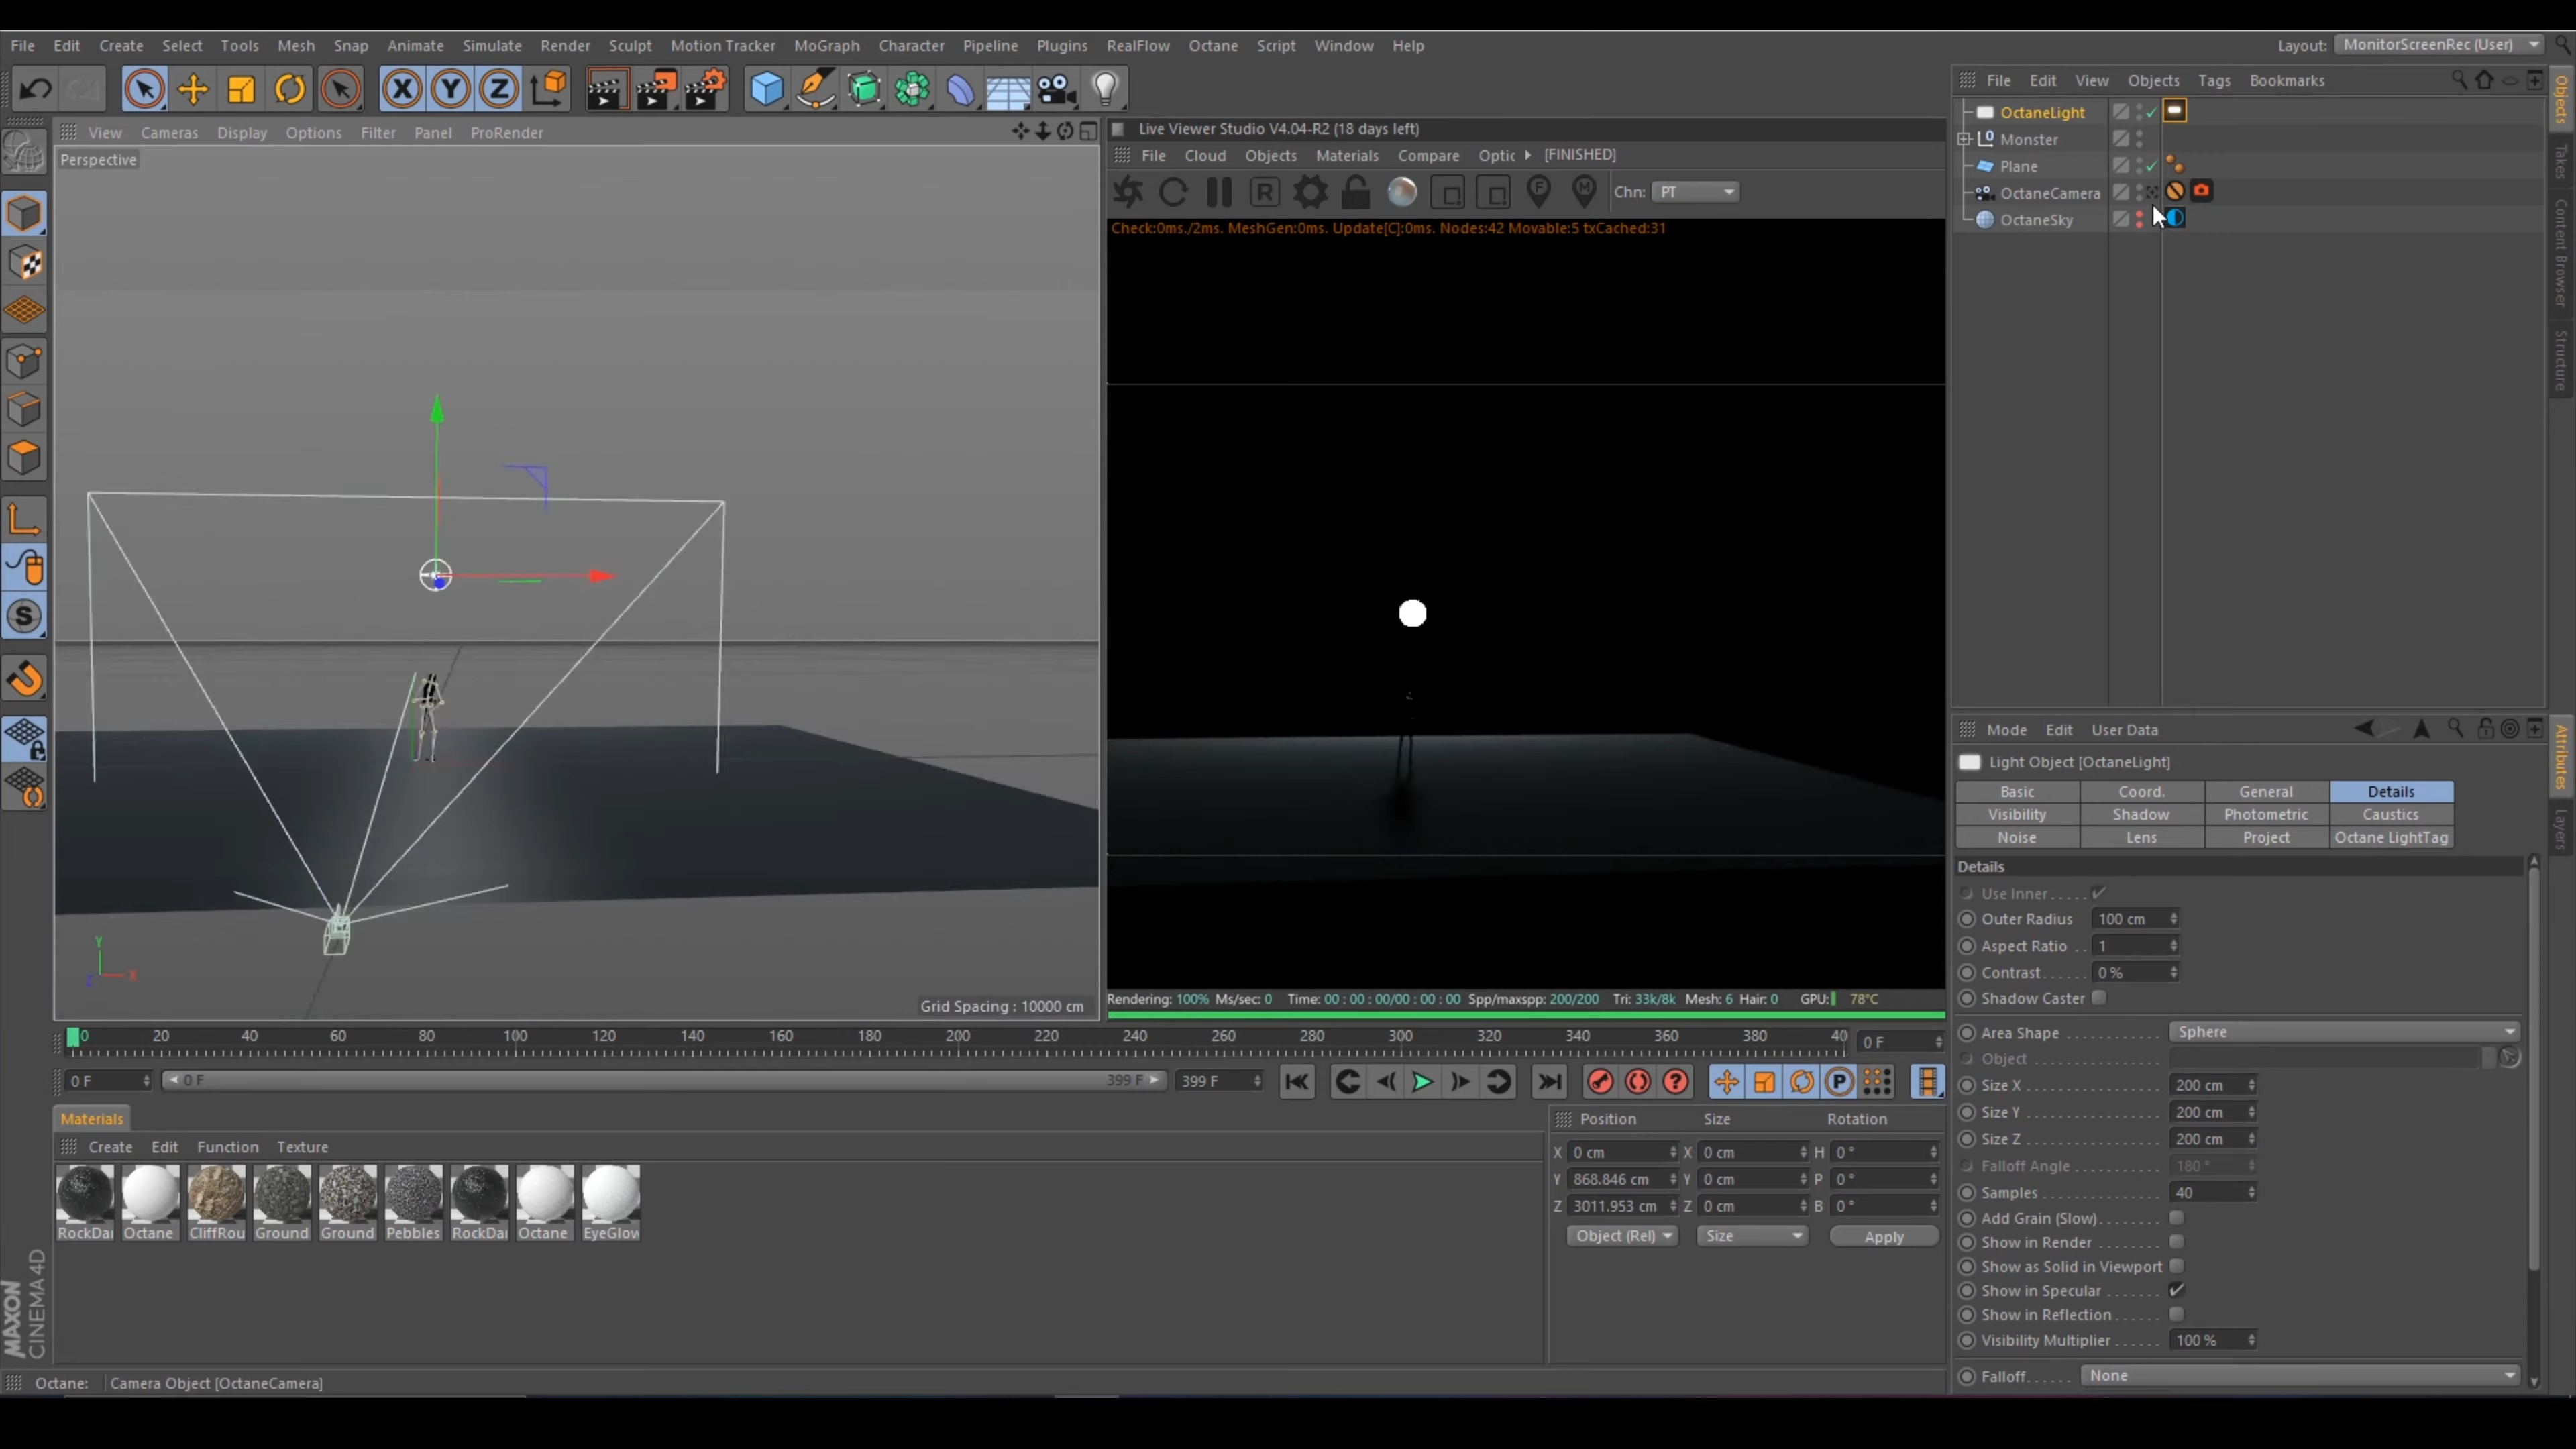 File Edit Create Select Tools Mesh Snap Animate Simulate Render Sculpt Motion Tracker MoGraph Character Pipeline Plugins RealFlow Octane Script Window Help
Layout: MonitorScreenRec (User)
X Y Z
File Edit View Objects Tags Bookmarks
OctaneLight
Monster
Plane
OctaneCamera
OctaneSky
Objects
Takes
Content Browser
Structure
View Cameras Display Options Filter Panel ProRender
Perspective
Y
X
Z
Grid Spacing : 10000 cm
Live Viewer Studio V4.04-R2 (18 days left)
File Cloud Objects Materials Compare Optic [FINISHED]
R
Chn: PT
Check:0ms./2ms. MeshGen:0ms. Update[C]:0ms. Nodes:42 Movable:5 txCached:31
Rendering: 100% Ms/sec: 0 Time: 00 : 00 : 00/00 : 00 : 00 Spp/maxspp: 200/200 Tri: 33k/8k Mesh: 6 Hair: 0 GPU: 78°C
Mode Edit User Data
Light Object [OctaneLight]
Basic Coord. General Details
Visibility Shadow Photometric Caustics
Noise Lens Project Octane LightTag
Details
Use Inner
Outer Radius 100 cm
Aspect Ratio 1
Contrast 0 %
Shadow Caster
Area Shape Sphere
Object
Size X 200 cm
Size Y 200 cm
Size Z 200 cm
Falloff Angle 180 °
Samples 40
Add Grain (Slow)
Show in Render
Show as Solid in Viewport
Show in Specular
Show in Reflection
Visibility Multiplier 100 %
Falloff None
Attributes
Layers
0 20 40 60 80 100 120 140 160 180 200 220 240 260 280 300 320 340 360 380 40 0 F
0 F 0 F 399 F 399 F
P
Materials
Create Edit Function Texture
RockDar Octane CliffRou Ground Ground Pebbles RockDar Octane EyeGlow
Position Size Rotation
X 0 cm X 0 cm H 0 °
Y 868.846 cm Y 0 cm P 0 °
Z 3011.953 cm Z 0 cm B 0 °
Object (Rel) Size Apply
MAXON
CINEMA 4D
Octane: Camera Object [OctaneCamera]